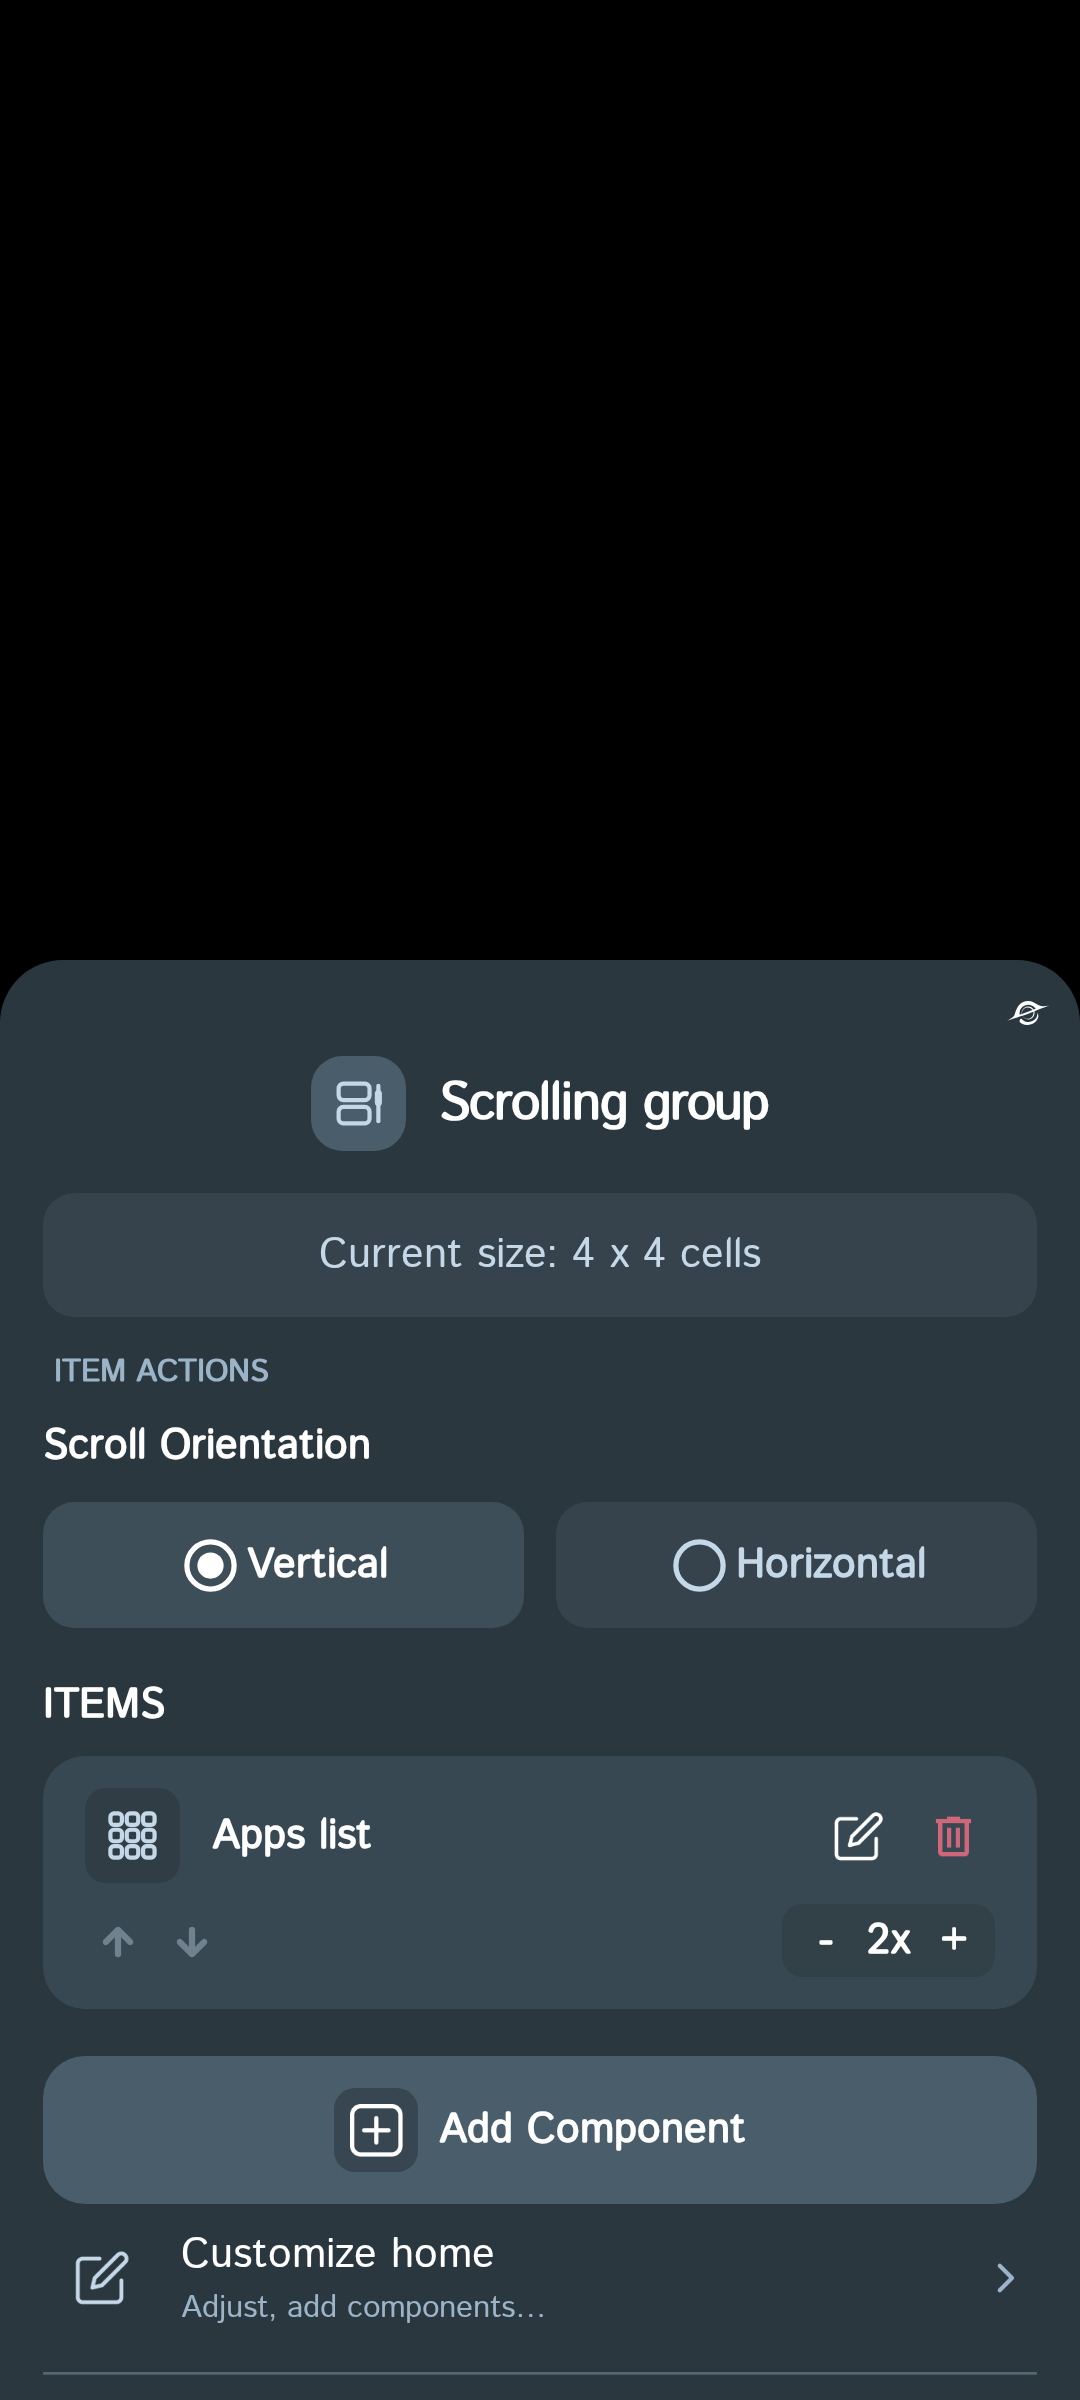 Scrolling group
Current size: 4 x 4 cells
ITEM ACTIONS
Scroll Orientation
Vertical
Horizontal
ITEMS
Apps list
- 2x +
Add Component
Customize home
Adjust, add components...